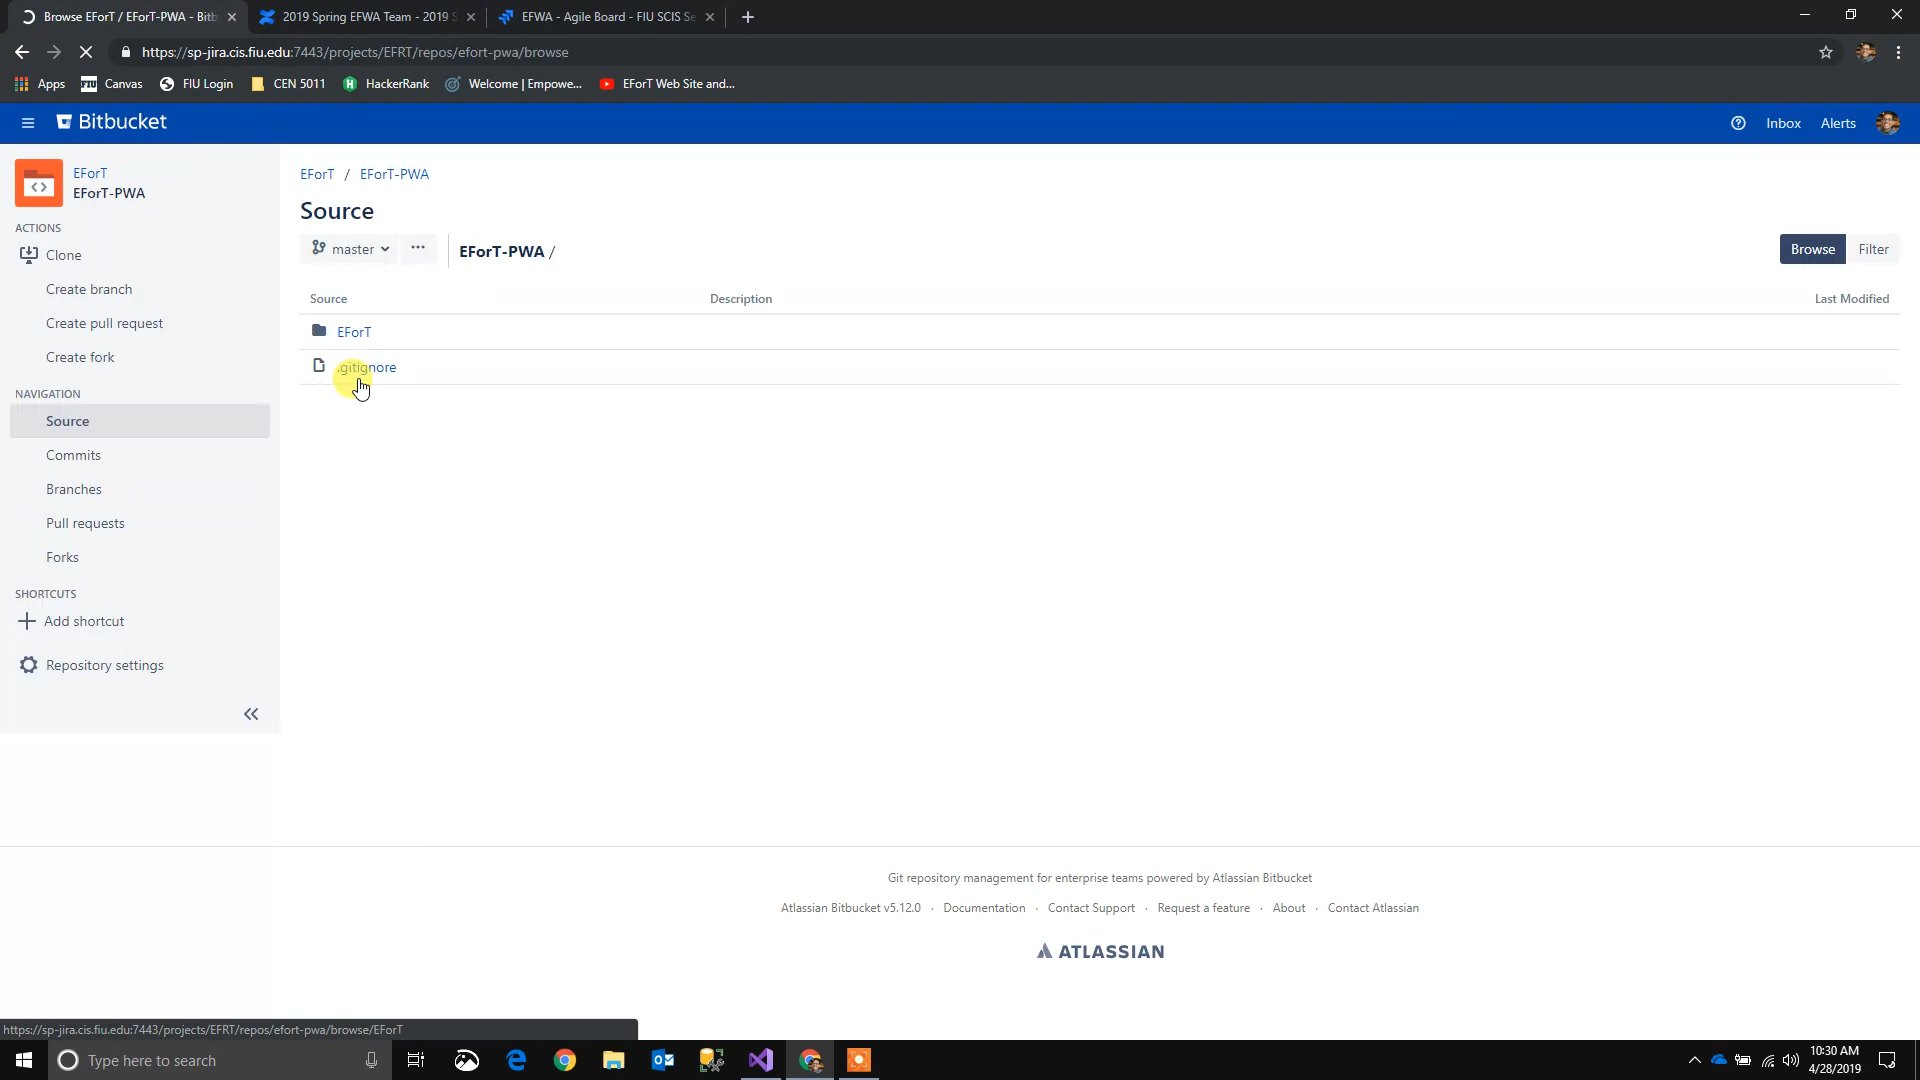 Browse EForT / EForT-PWA - Bitb
2019 Spring EFWA Team - 2019 S
EFWA - Agile Board - FIU SCIS Se
https://sp-jira.cis.fiu.edu:7443/projects/EFRT/repos/efort-pwa/browse
Apps
FIU
Canvas
FIU Login
CEN 5011
HackerRank
Welcome | Empowe...
EForT Web Site and...
Bitbucket
Inbox
Alerts
EForT
EForT-PWA
ACTIONS
Clone
Create branch
Create pull request
Create fork
NAVIGATION
Source
Commits
Branches
Pull requests
Forks
SHORTCUTS
Add shortcut
Repository settings
EForT / EForT-PWA
Source
master
EForT-PWA /
Browse
Filter
Source
Description
Last Modified
EForT
.gitignore
Git repository management for enterprise teams powered by Atlassian Bitbucket
Atlassian Bitbucket v5.12.0 · Documentation · Contact Support · Request a feature · About · Contact Atlassian
ATLASSIAN
https://sp-jira.cis.fiu.edu:7443/projects/EFRT/repos/efort-pwa/browse/EForT
Type here to search
10:30 AM
4/28/2019